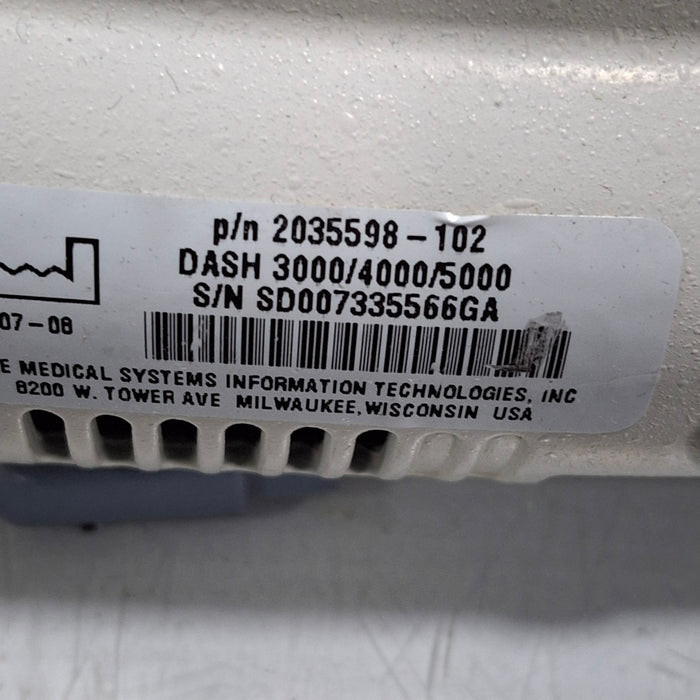 p/n 2035598-102
DASH 3000/4000/5000
S/N SD007335566GA
07-08
E MEDICAL SYSTEMS INFORMATION TECHNOLOGIES, INC
8200 W. TOWER AVE MILWAUKEE, WISCONSIN USA